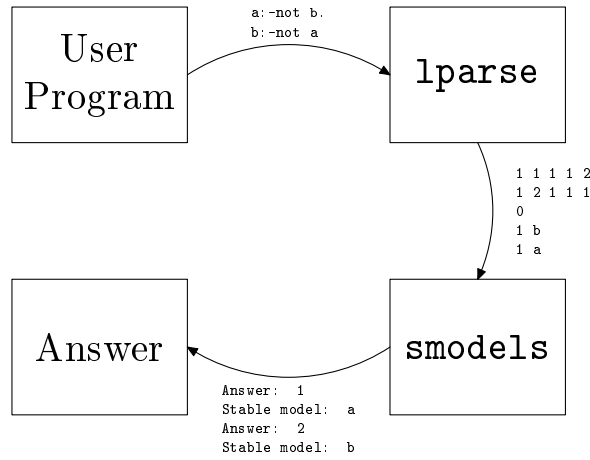 a:-not b.
b:-not a
User
Program
lparse
1 1 1 1 2
1 2 1 1 1
0
1 b
1 a
Answer
smodels
Answer: 1
Stable model: a
Answer: 2
Stable model: b